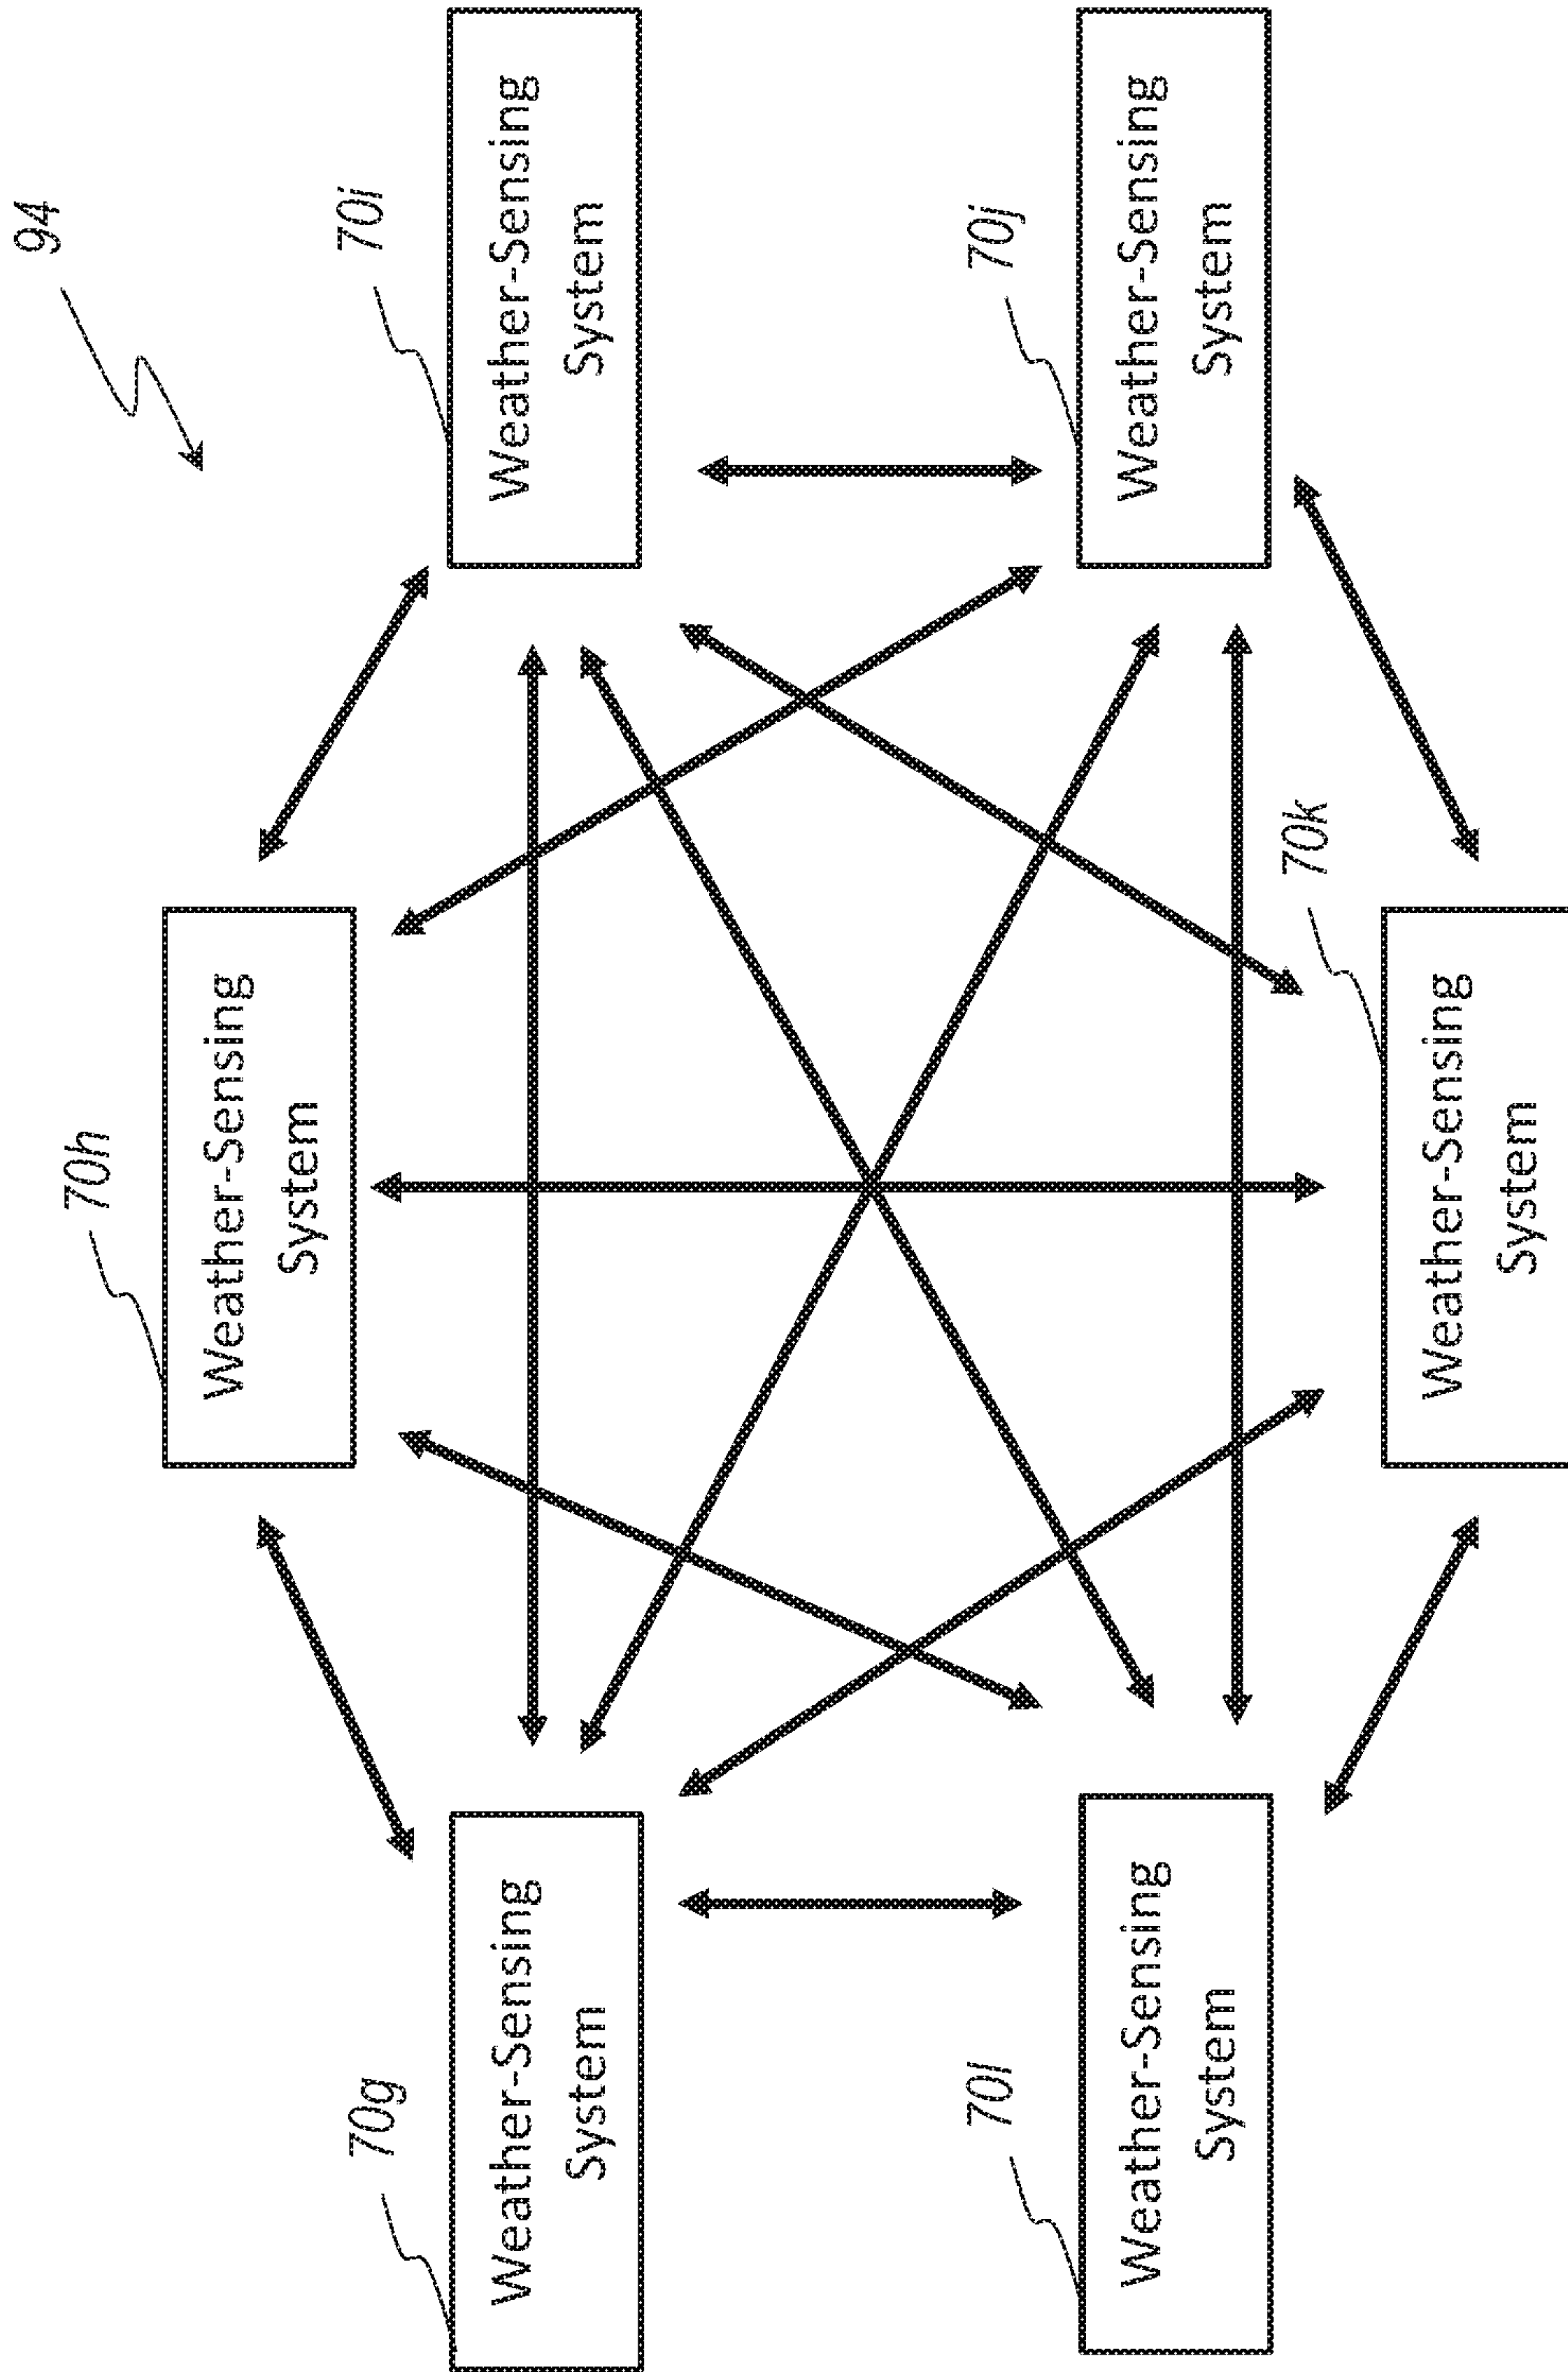 94
70h
Weather-Sensing
System
70g
Weather-Sensing
System
70i
Weather-Sensing
System
70l
Weather-Sensing
System
70j
Weather-Sensing
System
70k
Weather-Sensing
System